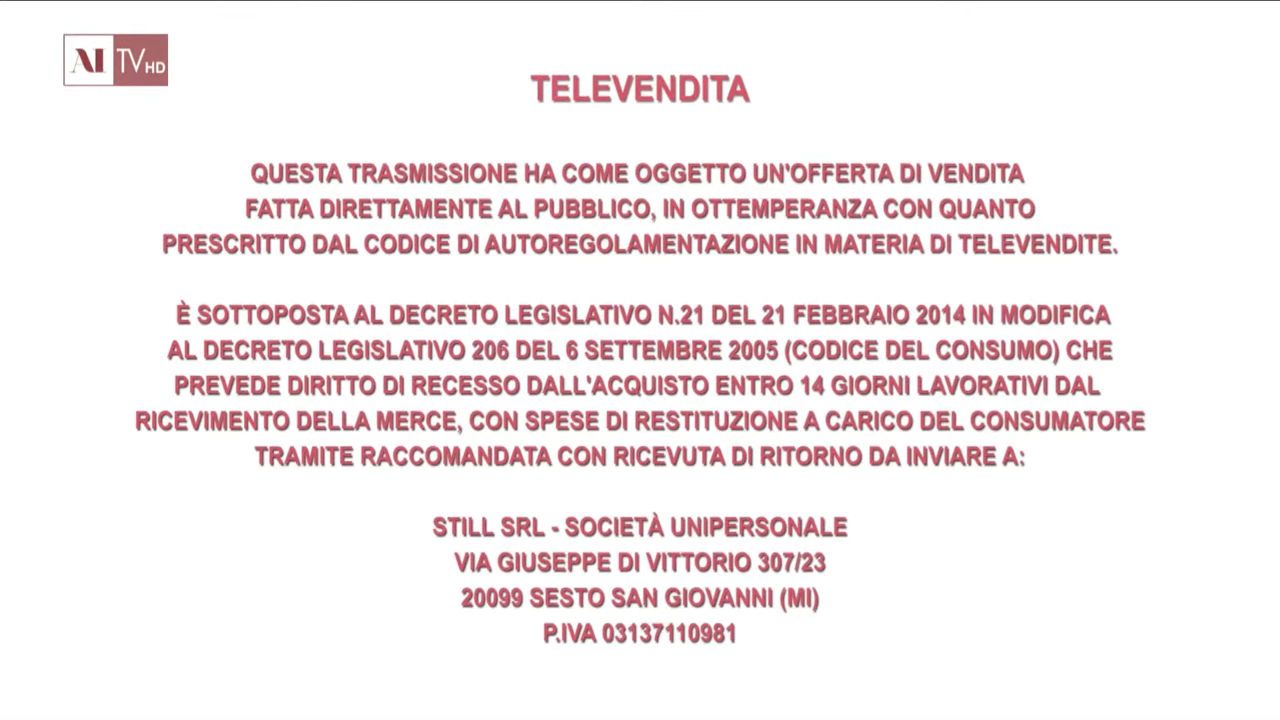 AI TV HD
TELEVENDITA
QUESTA TRASMISSIONE HA COME OGGETTO UN'OFFERTA DI VENDITA
FATTA DIRETTAMENTE AL PUBBLICO, IN OTTEMPERANZA CON QUANTO
PRESCRITTO DAL CODICE DI AUTOREGOLAMENTAZIONE IN MATERIA DI TELEVENDITE.
È SOTTOPOSTA AL DECRETO LEGISLATIVO N.21 DEL 21 FEBBRAIO 2014 IN MODIFICA
AL DECRETO LEGISLATIVO 206 DEL 6 SETTEMBRE 2005 (CODICE DEL CONSUMO) CHE
PREVEDE DIRITTO DI RECESSO DALL'ACQUISTO ENTRO 14 GIORNI LAVORATIVI DAL
RICEVIMENTO DELLA MERCE, CON SPESE DI RESTITUZIONE A CARICO DEL CONSUMATORE
TRAMITE RACCOMANDATA CON RICEVUTA DI RITORNO DA INVIARE A:
STILL SRL - SOCIETÀ UNIPERSONALE
VIA GIUSEPPE DI VITTORIO 307/23
20099 SESTO SAN GIOVANNI (MI)
P.IVA 03137110981